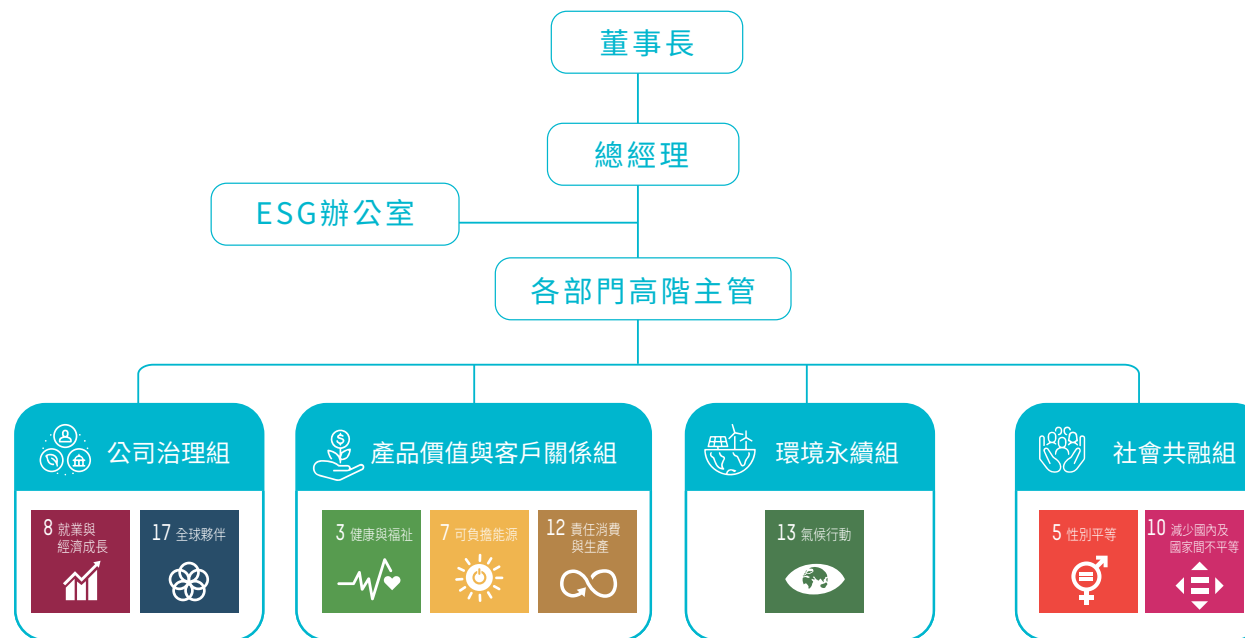 董事長
總經理
ESG辦公室
各部門高階主管
公司治理組
8 就業與
經濟成長
17 全球夥伴
產品價值與客戶關係組
3 健康與福祉
7 可負擔能源
12 責任消費
與生產
環境永續組
13 氣候行動
社會共融組
5 性別平等
10 減少國內及
國家間不平等